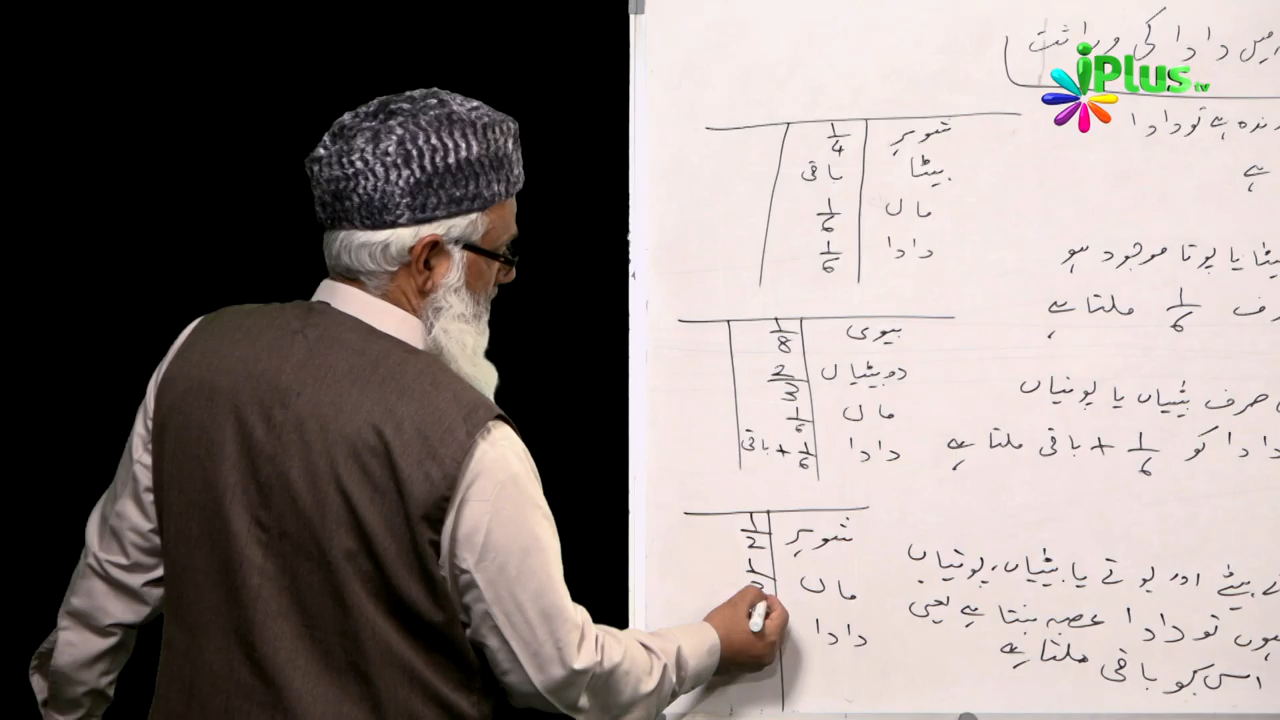 میں دادا کی وراثت
iPlus tv
زندہ ہے تو دادا
ہے
بیٹا یا پوتا موجود ہو
1/6 ملتا ہے
صرف بیٹیاں یا پوتیاں
دادا کو 1/6 + باقی ملتا ہے
بیٹے اور پوتے یا بیٹیاں، پوتیاں
ہوں تو دادا عصبہ بنتا ہے یعنی
اس کو باقی ملتا ہے
شوہر 1/4
بیٹا باقی
ماں 1/6
دادا 1/6
بیوی 1/8
دو بیٹیاں 2/3
ماں 1/6
دادا 1/6 + باقی
شوہر 1/2
ماں
دادا